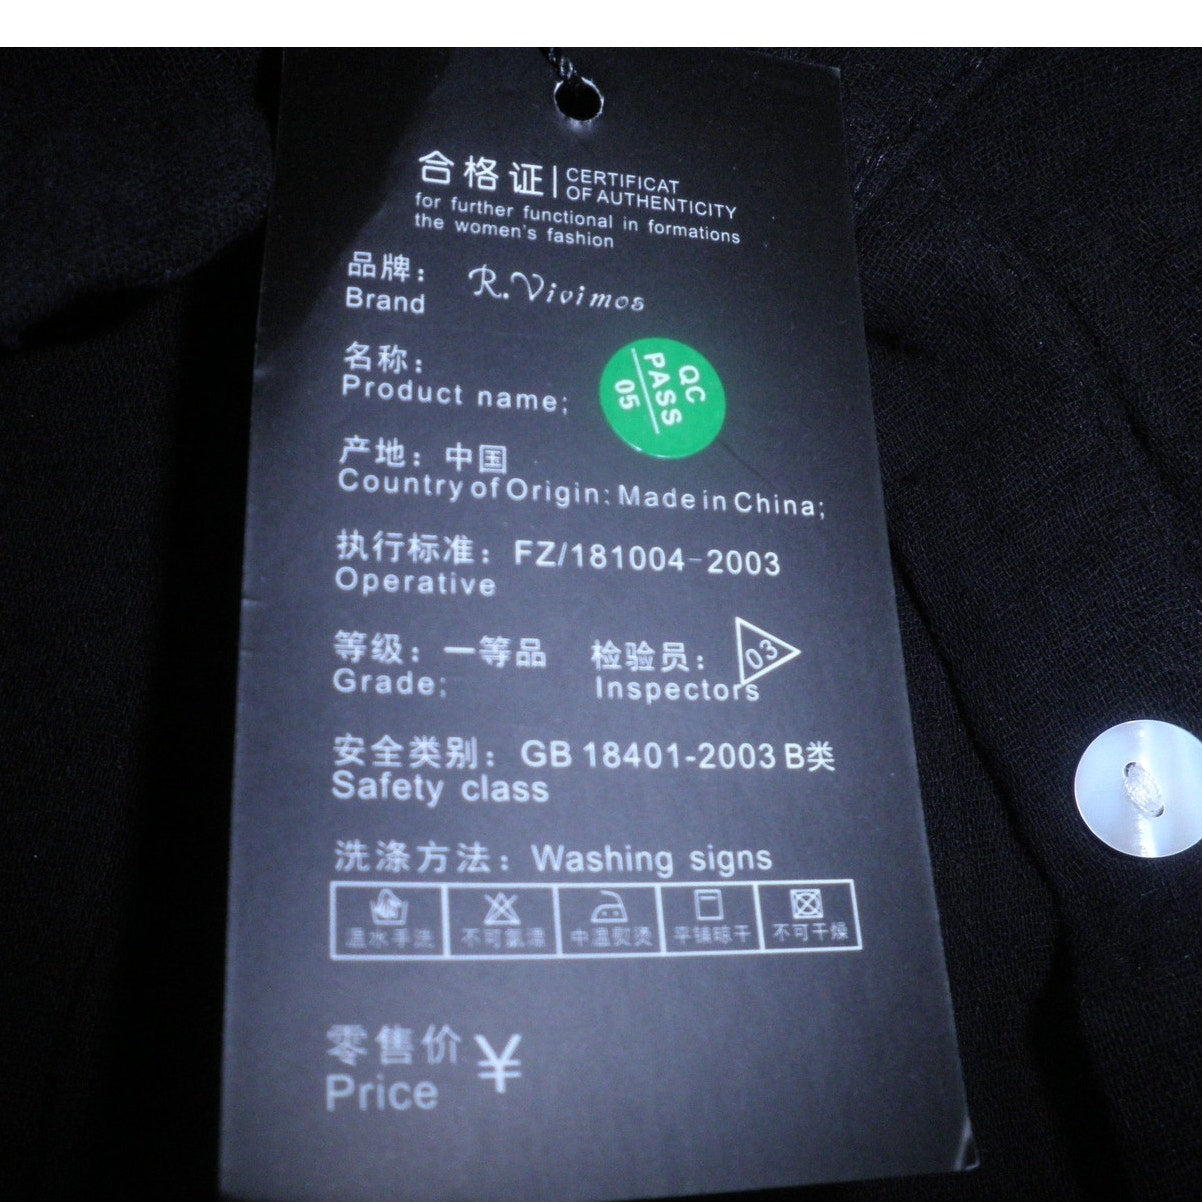 合格证 CERTIFICAT
OF AUTHENTICITY
for further functional in formations
the women's fashion
品牌： R.Vivimos
Brand
名称：
Product name;
QC
PASS
05
产地：中国
Country of Origin: Made in China;
执行标准：FZ/181004-2003
Operative
等级：一等品 检验员： 03
Grade: Inspectors
安全类别：GB 18401-2003 B类
Safety class
洗涤方法：Washing signs
温水手洗 不可氯漂 中温熨烫 平铺晾干 不可干燥
零售价 ¥
Price